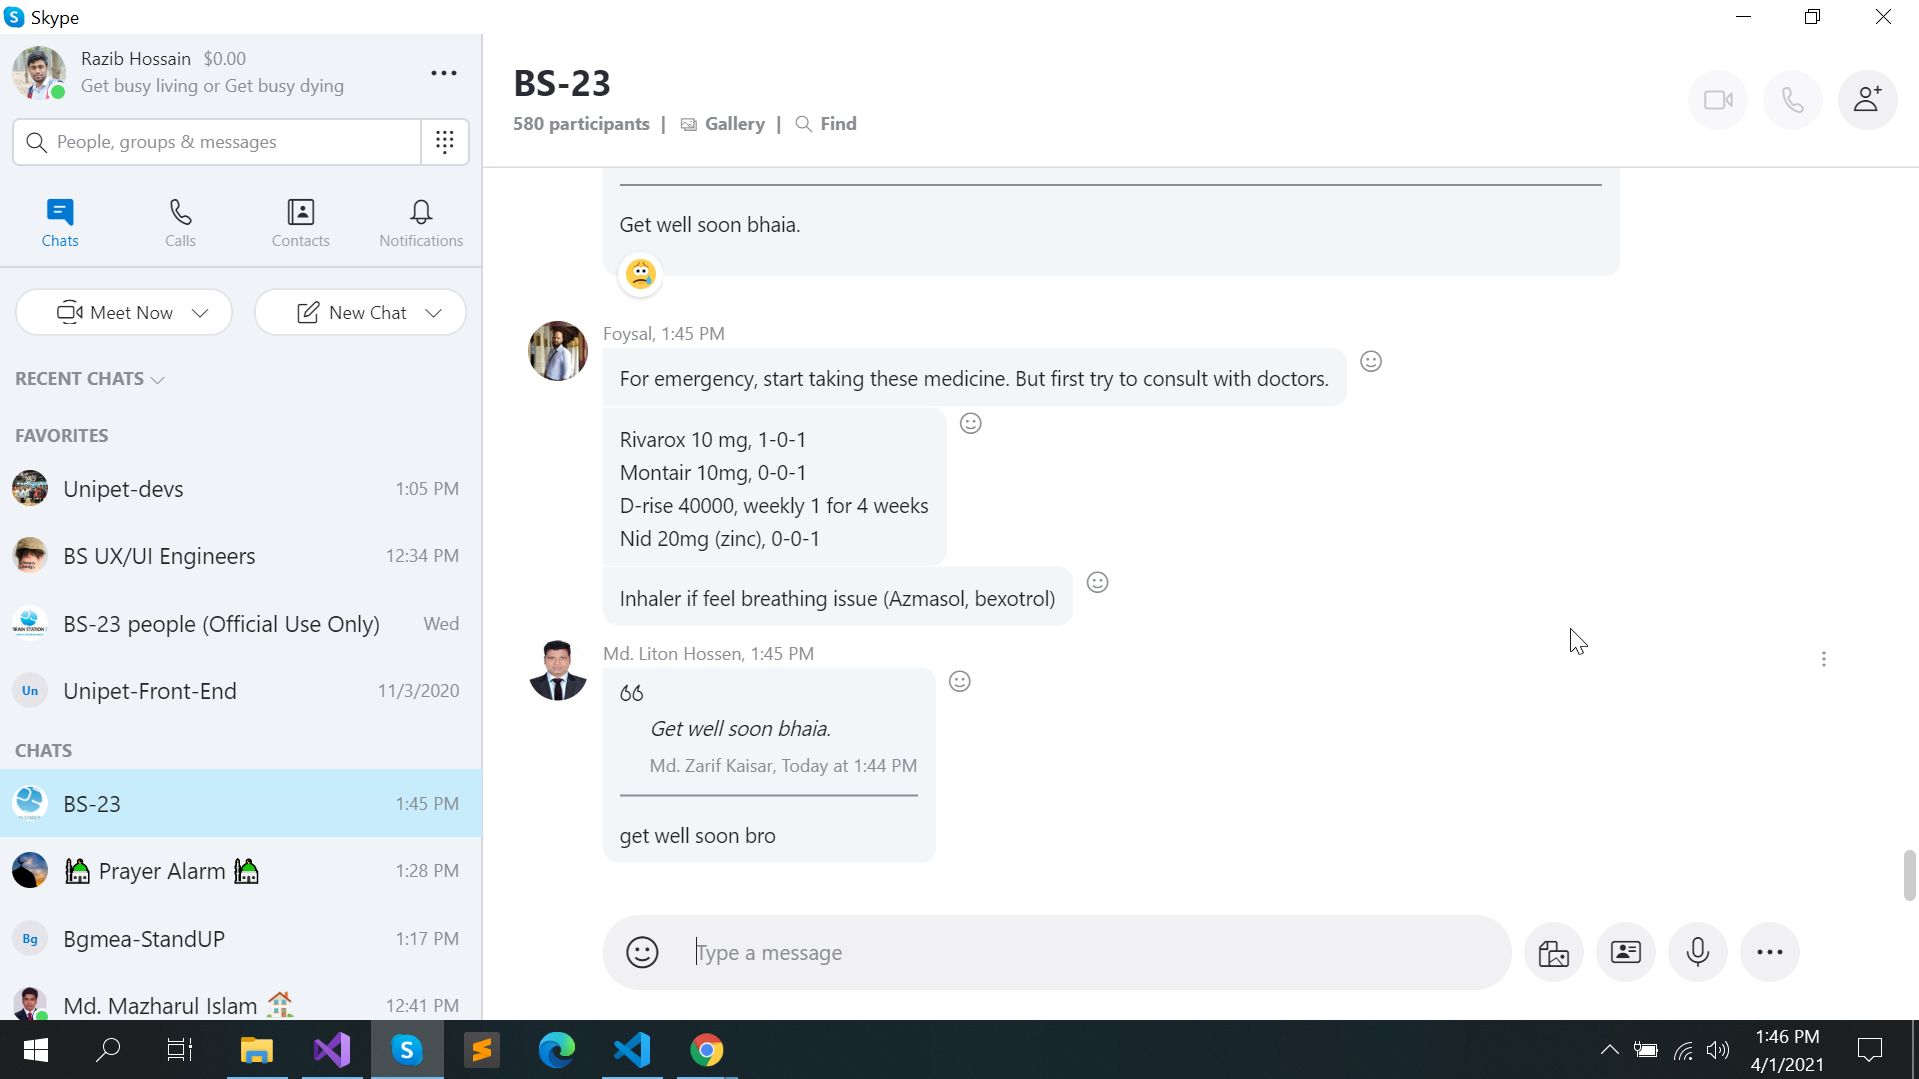 Skype
Razib Hossain $0.00
Get busy living or Get busy dying
People, groups & messages
Chats
Calls
Contacts
Notifications
Meet Now
New Chat
RECENT CHATS
FAVORITES
Unipet-devs 1:05 PM
BS UX/UI Engineers 12:34 PM
BS-23 people (Official Use Only) Wed
Un Unipet-Front-End 11/3/2020
CHATS
BS-23 1:45 PM
Prayer Alarm 1:28 PM
Bg Bgmea-StandUP 1:17 PM
Md. Mazharul Islam 12:41 PM
BS-23
580 participants | Gallery | Find
Get well soon bhaia.
Foysal, 1:45 PM
For emergency, start taking these medicine. But first try to consult with doctors.
Rivarox 10 mg, 1-0-1
Montair 10mg, 0-0-1
D-rise 40000, weekly 1 for 4 weeks
Nid 20mg (zinc), 0-0-1
Inhaler if feel breathing issue (Azmasol, bexotrol)
Md. Liton Hossen, 1:45 PM
Get well soon bhaia.
Md. Zarif Kaisar, Today at 1:44 PM
get well soon bro
Type a message
1:46 PM
4/1/2021